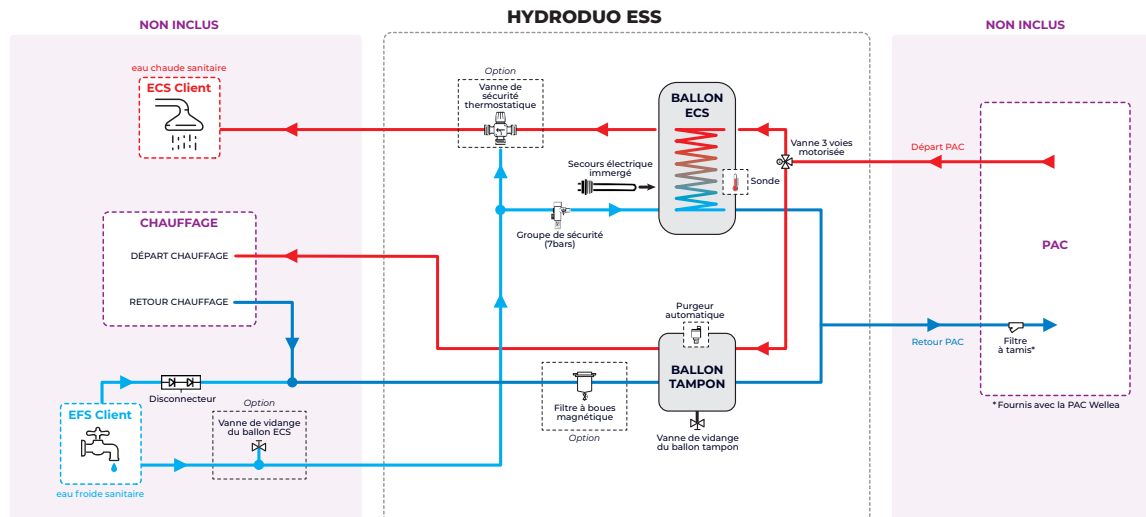 HYDRODUO ESS
NON INCLUS
NON INCLUS
eau chaude sanitaire
ECS Client
Option
Vanne de
sécurité
thermostatique
BALLON
ECS
Vanne 3 voies
motorisée
Départ PAC
Secours électrique
immergé
Sonde
CHAUFFAGE
Groupe de sécurité
(7bars)
PAC
DÉPART CHAUFFAGE
RETOUR CHAUFFAGE
Purgeur
automatique
Retour PAC
Filtre
à tamis*
BALLON
TAMPON
Disconnecteur
Option
EFS Client
Vanne de vidange
du ballon ECS
Filtre à boues
magnétique
Option
Vanne de vidange
du ballon tampon
*Fournis avec la PAC Wellea
eau froide sanitaire